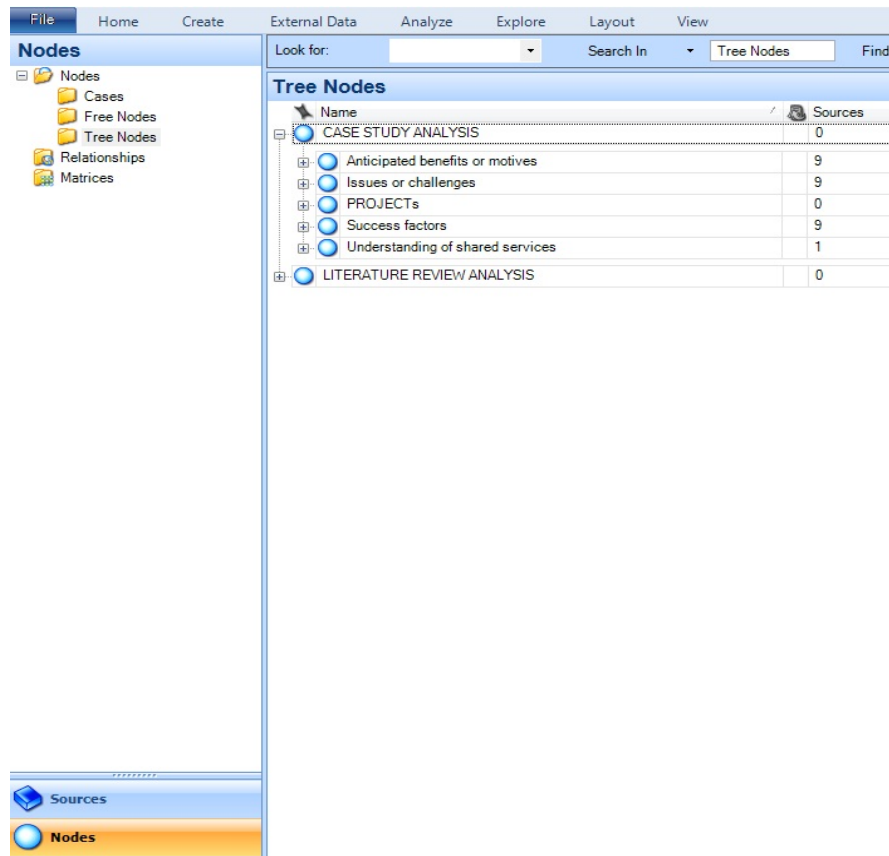 File Home Create External Data Analyze Explore Layout View
Nodes
Look for: Search In Tree Nodes Find
Nodes
Cases
Free Nodes
Tree Nodes
Relationships
Matrices
Tree Nodes
Name Sources
CASE STUDY ANALYSIS 0
Anticipated benefits or motives 9
Issues or challenges 9
PROJECTs 0
Success factors 9
Understanding of shared services 1
LITERATURE REVIEW ANALYSIS 0
Sources
Nodes